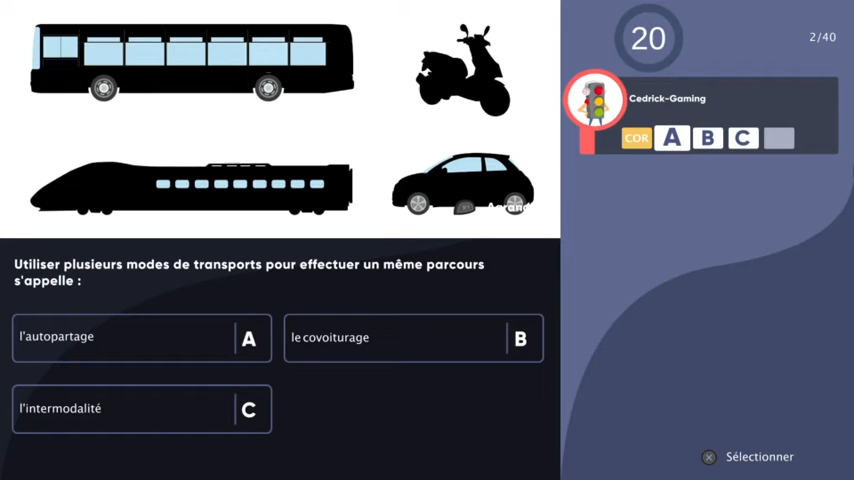 20
2/40
Cedrick-Gaming
COR A B C
Utiliser plusieurs modes de transports pour effectuer un même parcours
s'appelle :
l'autopartage A
le covoiturage B
l'intermodalité C
Sélectionner